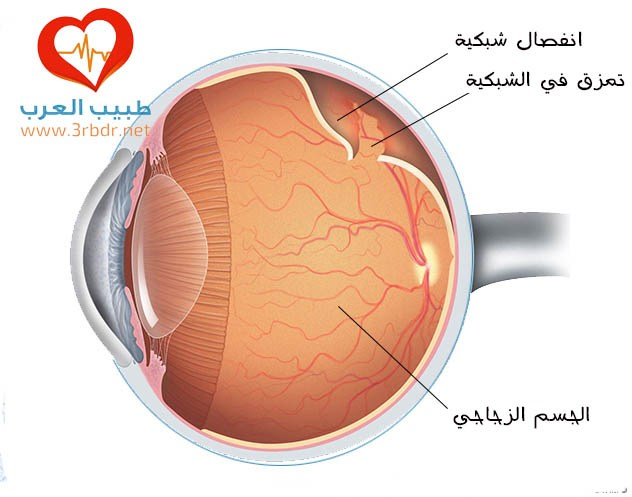 انفصال شبكية
تمزق في الشبكية
طبيب العرب
www.3rbdr.net
الجسم الزجاجي